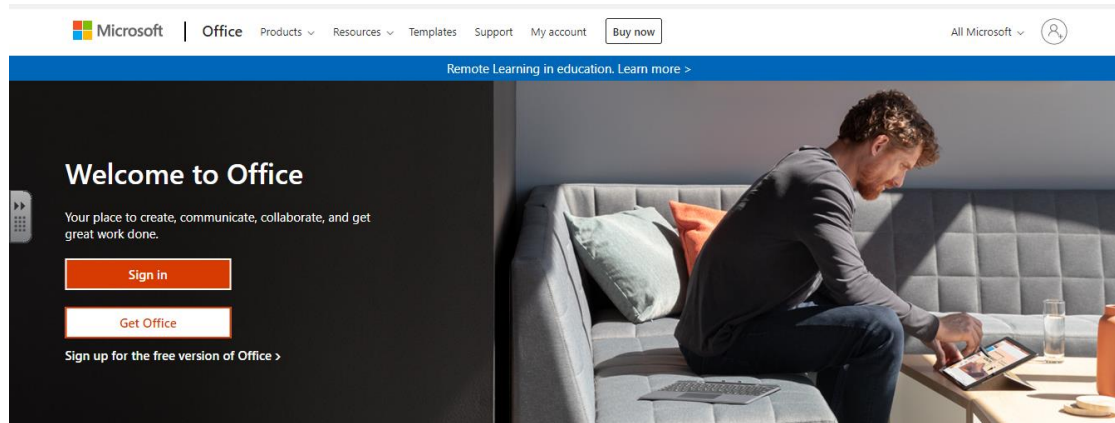 Microsoft Office Products Resources Templates Support My account Buy now All Microsoft
Remote Learning in education. Learn more >
Welcome to Office
Your place to create, communicate, collaborate, and get
great work done.
Sign in
Get Office
Sign up for the free version of Office >